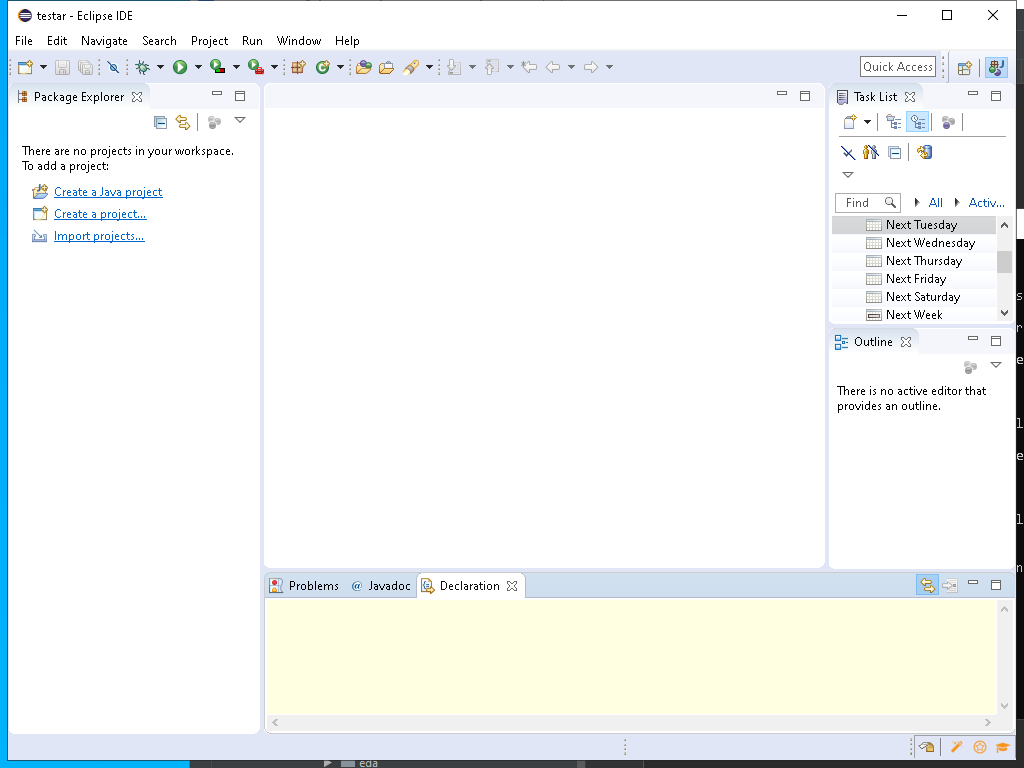 testar - Eclipse IDE
File Edit Navigate Search Project Run Window Help
Quick Access
Package Explorer
There are no projects in your workspace.
To add a project:
Create a Java project
Create a project...
Import projects...
Task List
Find All Activ...
Next Tuesday
Next Wednesday
Next Thursday
Next Friday
Next Saturday
Next Week
Outline
There is no active editor that
provides an outline.
Problems @ Javadoc Declaration
eda